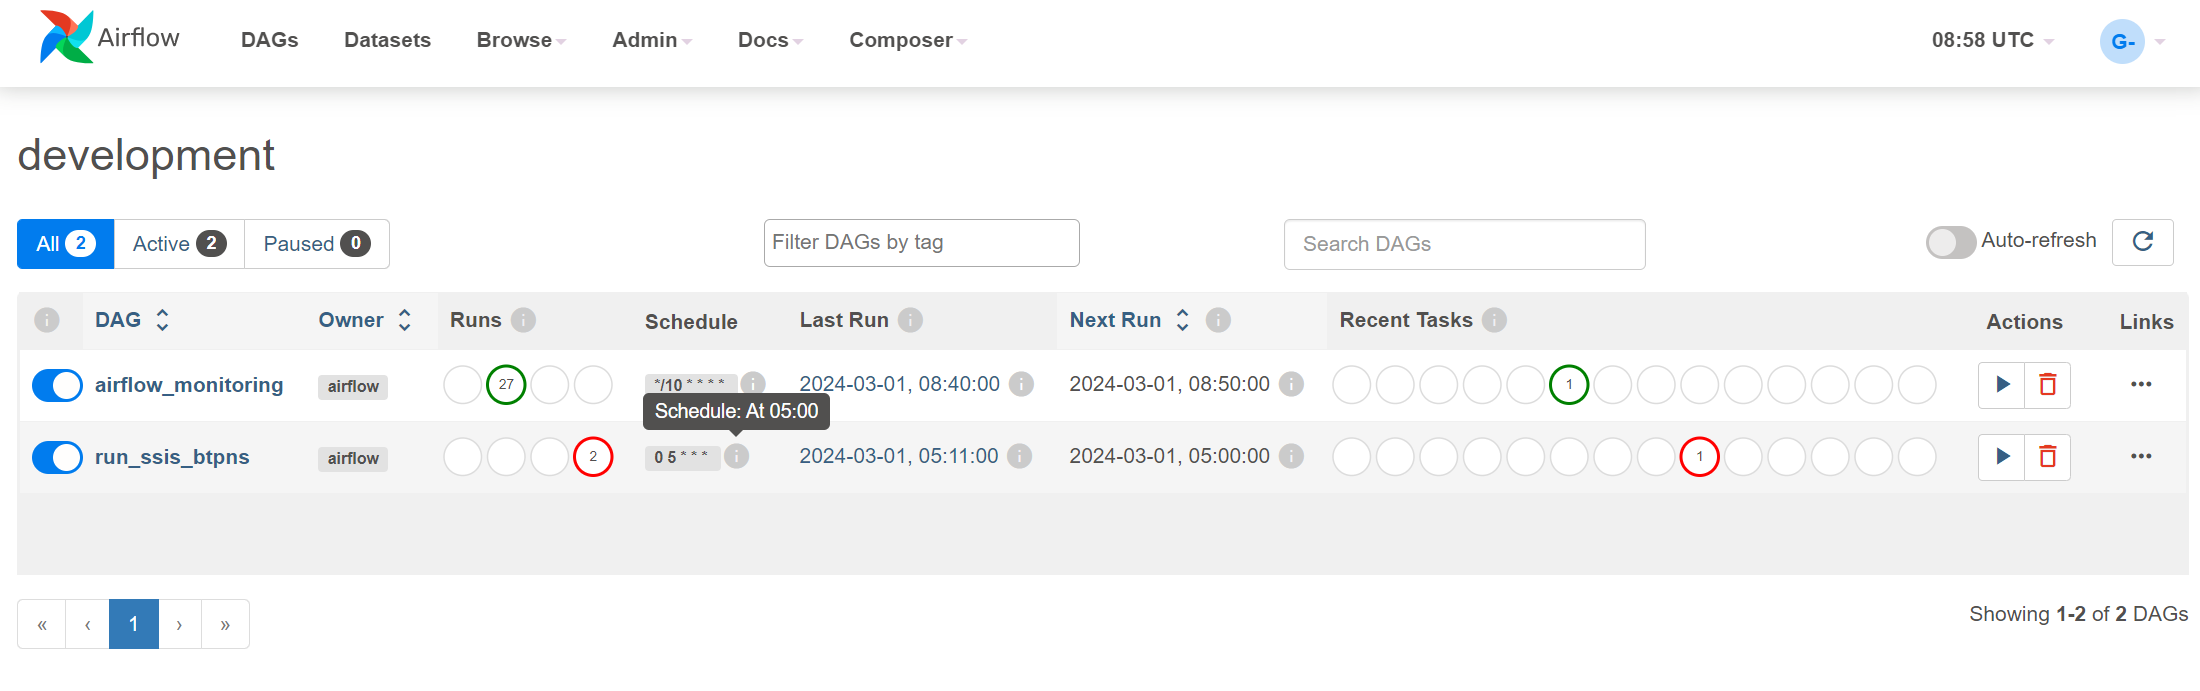 Airflow DAGs Datasets Browse Admin Docs Composer 08:58 UTC G-
development
All 2 Active 2 Paused 0 Filter DAGs by tag Search DAGs Auto-refresh
i DAG Owner Runs i Schedule Last Run i Next Run i Recent Tasks i Actions Links
airflow_monitoring airflow 27 */10 * * * * i 2024-03-01, 08:40:00 i 2024-03-01, 08:50:00 i 1 •••
Schedule: At 05:00
run_ssis_btpns airflow 2 0 5 * * * i 2024-03-01, 05:11:00 i 2024-03-01, 05:00:00 i 1 •••
« ‹ 1 › » Showing 1-2 of 2 DAGs